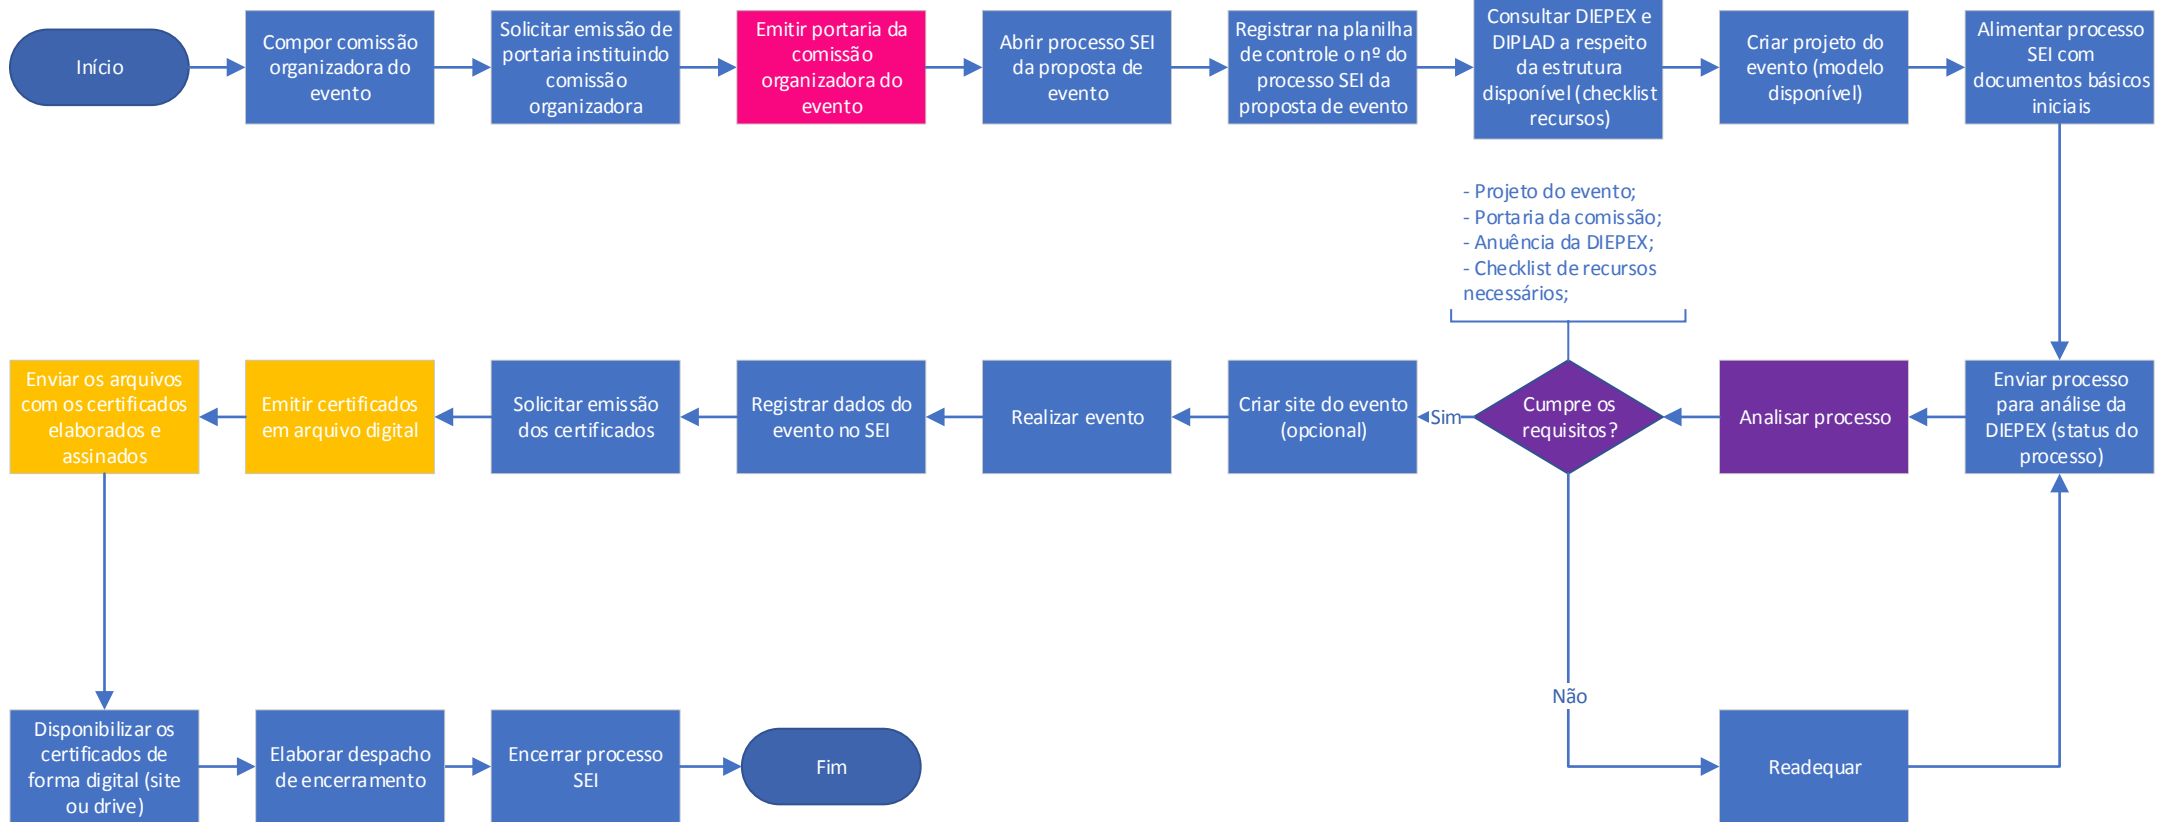 Início
Compor comissão
organizadora do
evento
Solicitar emissão de
portaria instituindo
comissão
organizadora
Emitir portaria da
comissão
organizadora do
evento
Abrir processo SEI
da proposta de
evento
Registrar na planilha
de controle o nº do
processo SEI da
proposta de evento
Consultar DIEPEX e
DIPLAD a respeito
da estrutura
disponível (checklist
recursos)
Criar projeto do
evento (modelo
disponível)
Alimentar processo
SEI com
documentos básicos
iniciais
- Projeto do evento;
- Portaria da comissão;
- Anuência da DIEPEX;
- Checklist de recursos
necessários;
Enviar processo
para análise da
DIEPEX (status do
processo)
Analisar processo
Cumpre os
requisitos?
Sim
Criar site do evento
(opcional)
Realizar evento
Registrar dados do
evento no SEI
Solicitar emissão
dos certificados
Emitir certificados
em arquivo digital
Enviar os arquivos
com os certificados
elaborados e
assinados
Não
Readequar
Disponibilizar os
certificados de
forma digital (site
ou drive)
Elaborar despacho
de encerramento
Encerrar processo
SEI
Fim